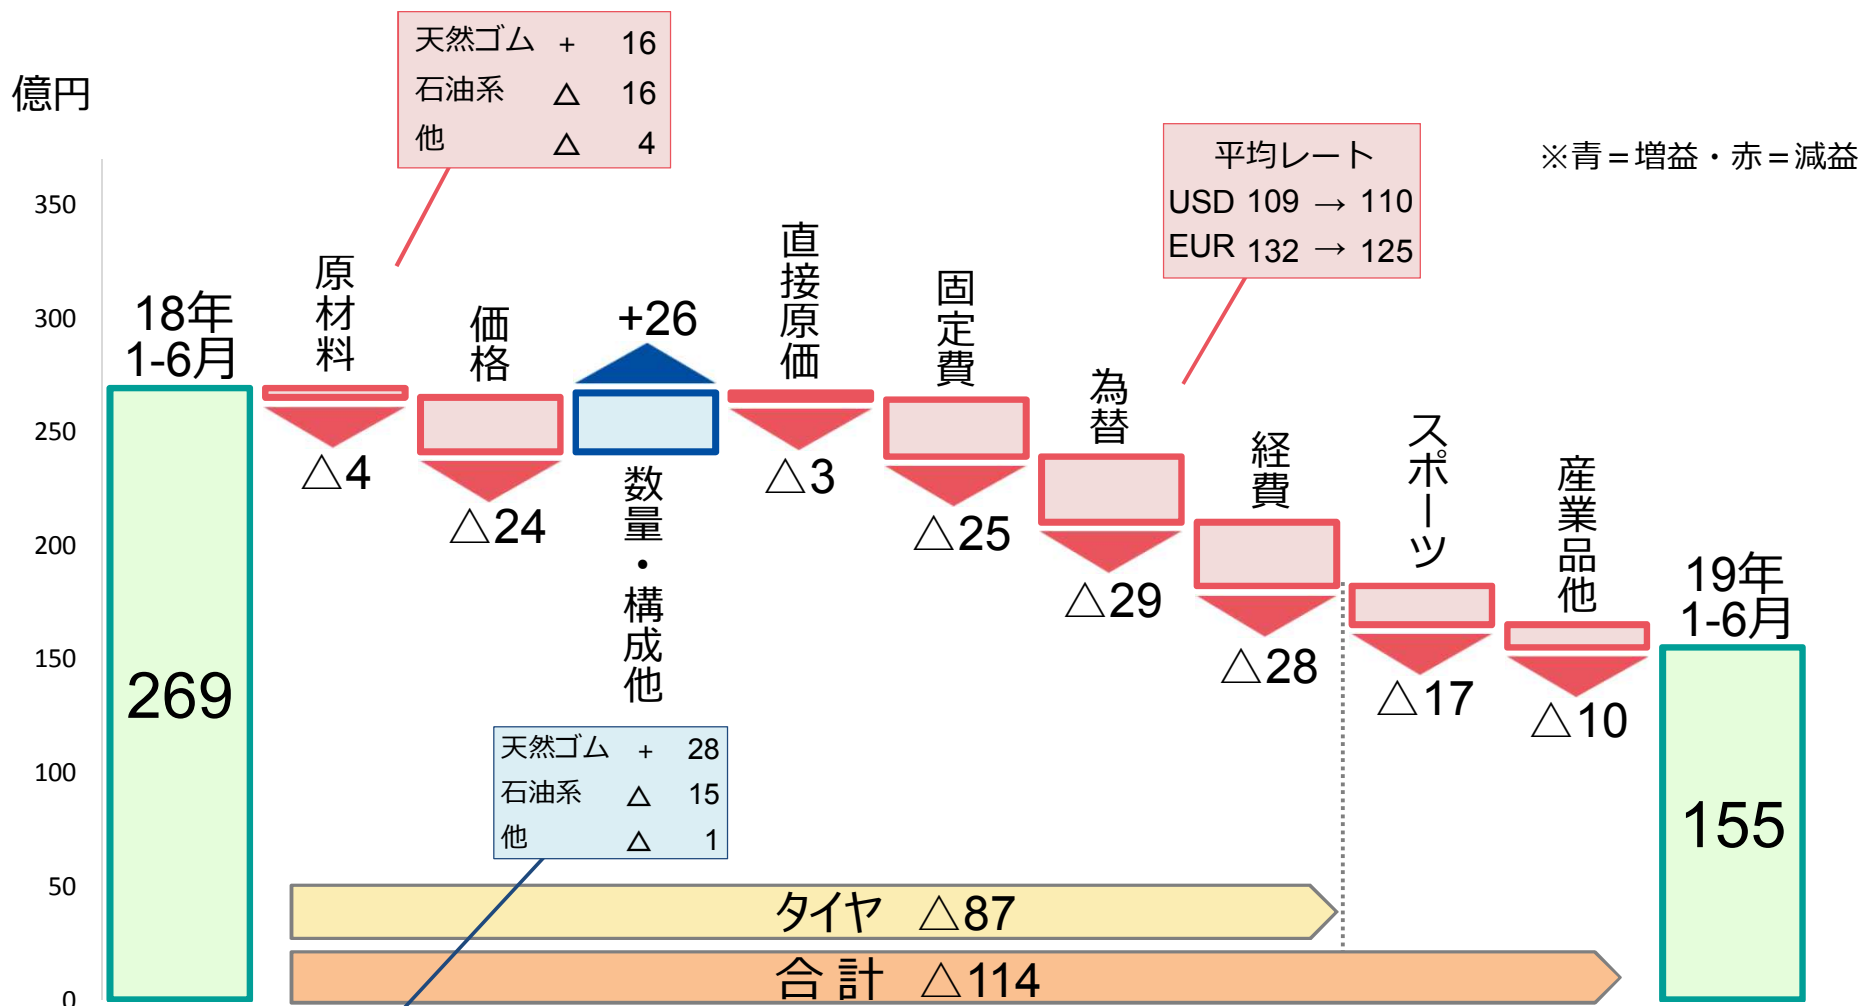 億円
天然ゴム + 16
石油系 △ 16
他 △ 4
平均レート
USD 109 → 110
EUR 132 → 125
※青=増益・赤=減益
350
300
250
200
150
100
50
0
18年
1-6月
269
原材料
△4
価格
△24
+26
数量・構成他
直接原価
△3
固定費
△25
為替
△29
経費
△28
スポーツ
△17
産業品他
△10
19年
1-6月
155
天然ゴム + 28
石油系 △ 15
他 △ 1
タイヤ △87
合計 △114